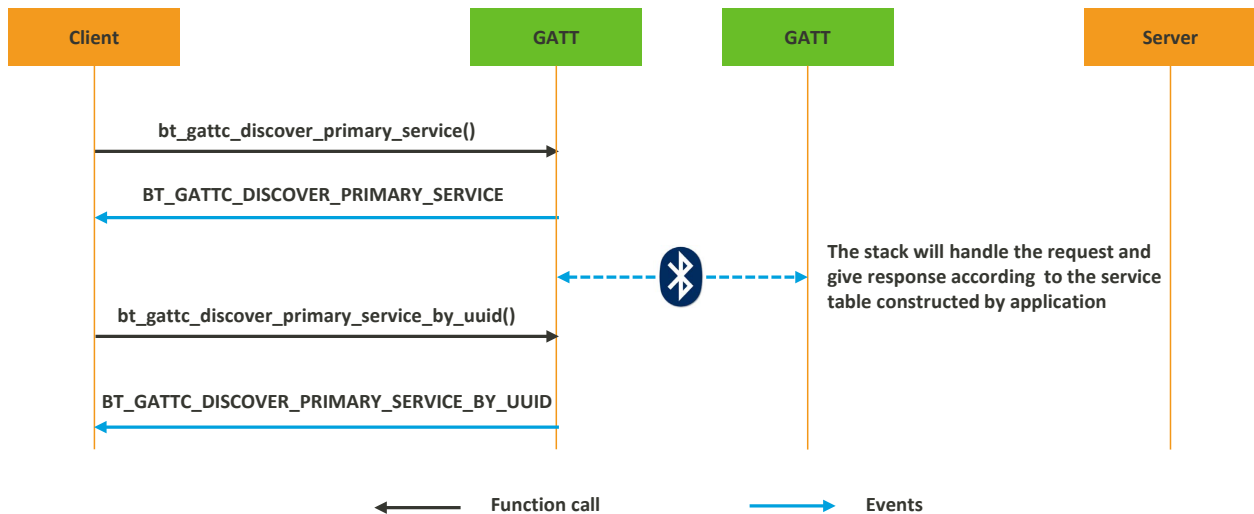 Client
GATT
GATT
Server
bt_gattc_discover_primary_service()
BT_GATTC_DISCOVER_PRIMARY_SERVICE
The stack will handle the request and
give response according to the service
table constructed by application
bt_gattc_discover_primary_service_by_uuid()
BT_GATTC_DISCOVER_PRIMARY_SERVICE_BY_UUID
Function call
Events